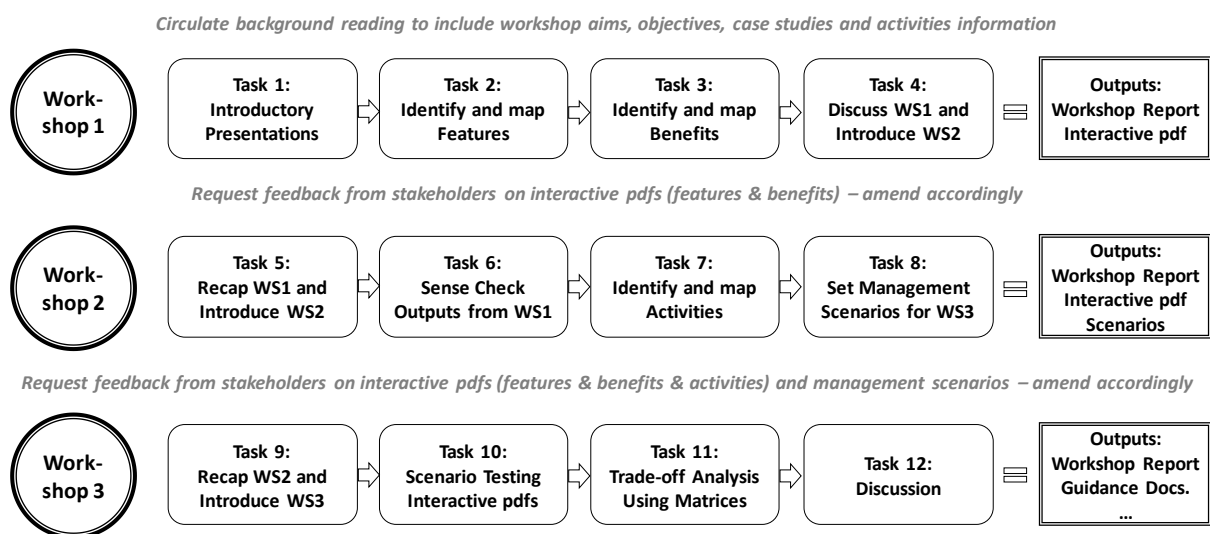 Circulate background reading to include workshop aims, objectives, case studies and activities information
Work-
shop 1
Task 1:
Introductory
Presentations
Task 2:
Identify and map
Features
Task 3:
Identify and map
Benefits
Task 4:
Discuss WS1 and
Introduce WS2
Outputs:
Workshop Report
Interactive pdf
Request feedback from stakeholders on interactive pdfs (features & benefits) – amend accordingly
Work-
shop 2
Task 5:
Recap WS1 and
Introduce WS2
Task 6:
Sense Check
Outputs from WS1
Task 7:
Identify and map
Activities
Task 8:
Set Management
Scenarios for WS3
Outputs:
Workshop Report
Interactive pdf
Scenarios
Request feedback from stakeholders on interactive pdfs (features & benefits & activities) and management scenarios – amend accordingly
Work-
shop 3
Task 9:
Recap WS2 and
Introduce WS3
Task 10:
Scenario Testing
Interactive pdfs
Task 11:
Trade-off Analysis
Using Matrices
Task 12:
Discussion
Outputs:
Workshop Report
Guidance Docs.
...